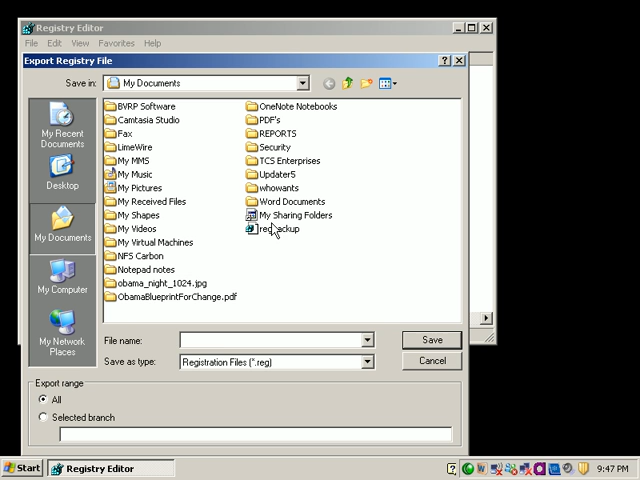 Registry Editor
File Edit View Favorites Help
Export Registry File
Save in: My Documents
My Recent Documents
Desktop
My Documents
My Computer
My Network Places
BVRP Software
Camtasia Studio
Fax
LimeWire
My MMS
My Music
My Pictures
My Received Files
My Shapes
My Videos
My Virtual Machines
NFS Carbon
Notepad notes
obama_night_1024.jpg
ObamaBlueprintForChange.pdf
OneNote Notebooks
PDF's
REPORTS
Security
TCS Enterprises
Updater5
whowants
Word Documents
My Sharing Folders
File name: Save
Save as type: Registration Files (*.reg) Cancel
Export range
All
Selected branch
Start Registry Editor 9:47 PM